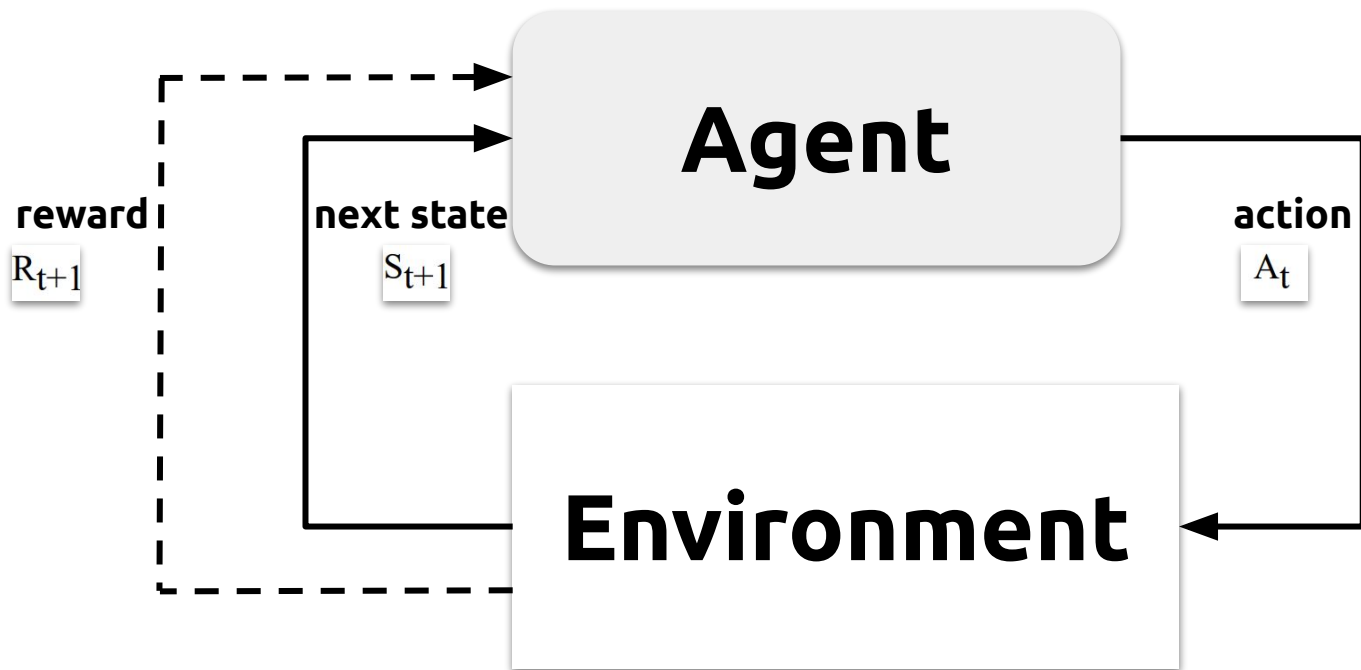 Agent
reward
next state
action
R_{t+1}
S_{t+1}
A_t
Environment